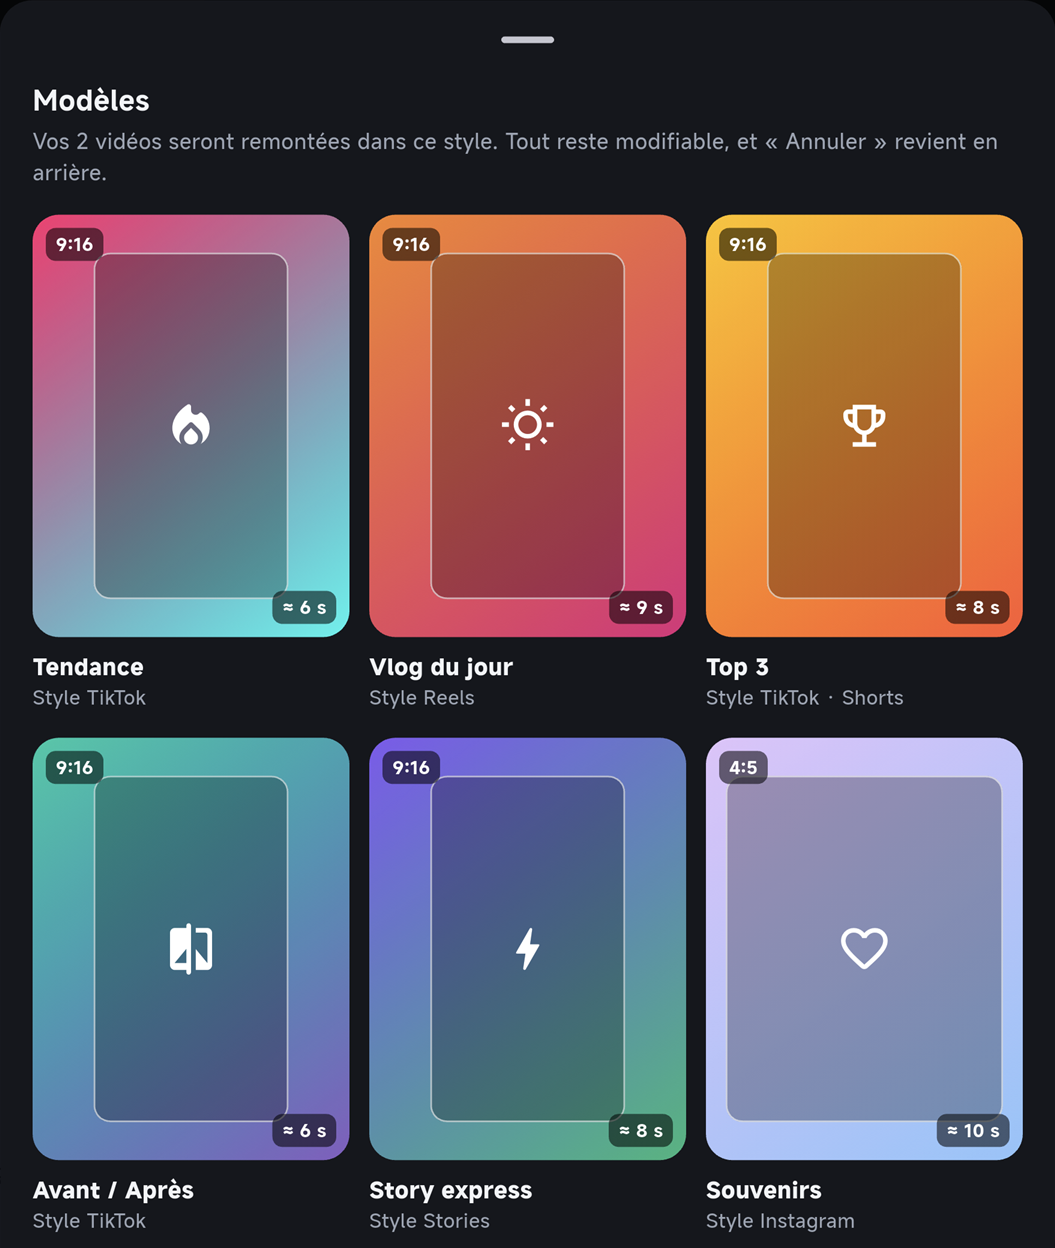 Modèles
Vos 2 vidéos seront remontées dans ce style. Tout reste modifiable, et « Annuler » revient en
arrière.
9:16
9:16
9:16
≈ 6 s
≈ 9 s
≈ 8 s
Tendance
Vlog du jour
Top 3
Style TikTok
Style Reels
Style TikTok · Shorts
9:16
9:16
4:5
≈ 6 s
≈ 8 s
≈ 10 s
Avant / Après
Story express
Souvenirs
Style TikTok
Style Stories
Style Instagram